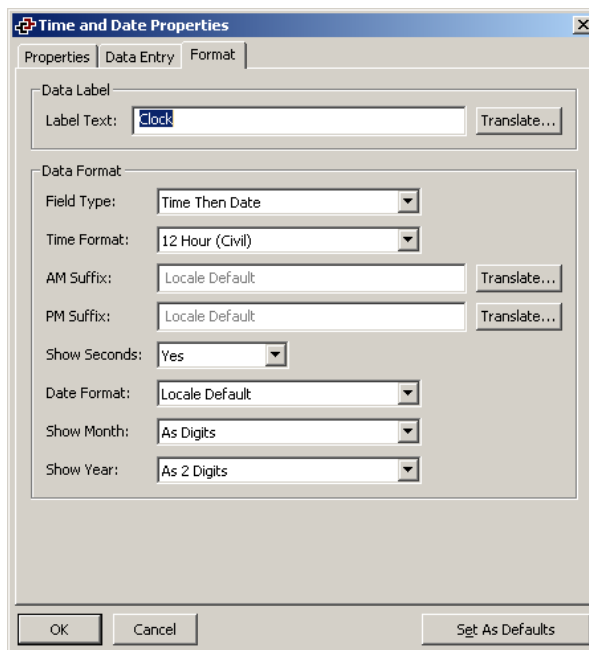 Time and Date Properties
Properties Data Entry Format
Data Label
Label Text: Clock Translate...
Data Format
Field Type: Time Then Date
Time Format: 12 Hour (Civil)
AM Suffix: Locale Default Translate...
PM Suffix: Locale Default Translate...
Show Seconds: Yes
Date Format: Locale Default
Show Month: As Digits
Show Year: As 2 Digits
OK Cancel Set As Defaults